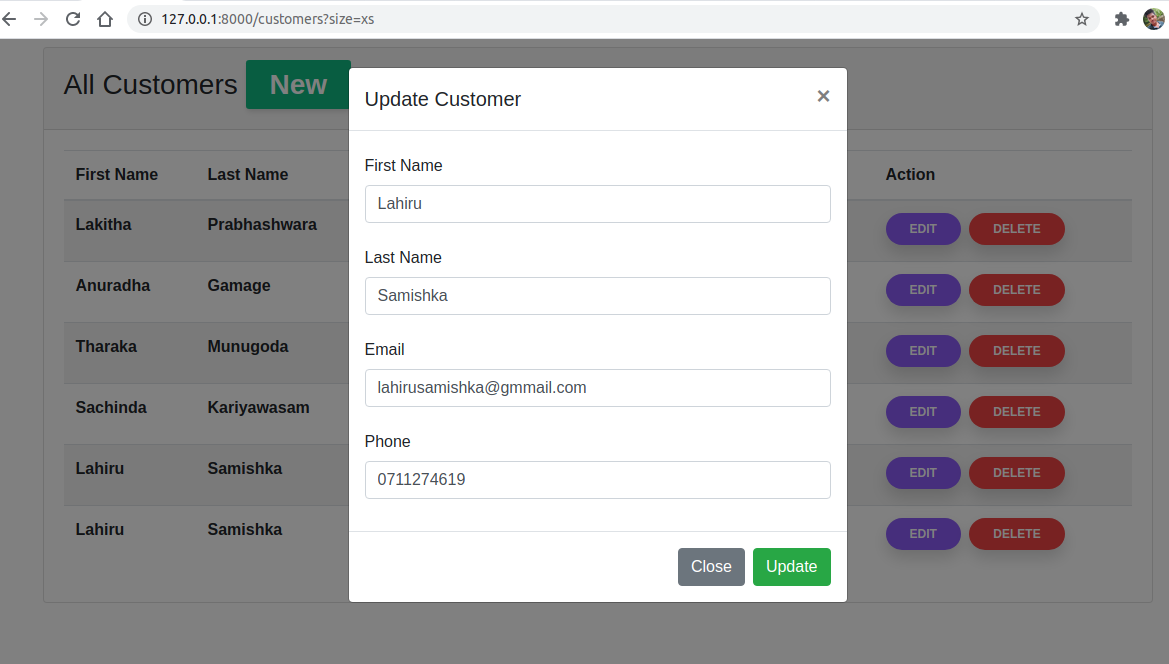 127.0.0.1:8000/customers?size=xs
All Customers New
Update Customer ×
First Name
Lahiru
Last Name
Samishka
Email
lahirusamishka@gmmail.com
Phone
0711274619
Close Update
First Name Last Name Action
Lakitha Prabhashwara EDIT DELETE
Anuradha Gamage EDIT DELETE
Tharaka Munugoda EDIT DELETE
Sachinda Kariyawasam EDIT DELETE
Lahiru Samishka EDIT DELETE
Lahiru Samishka EDIT DELETE